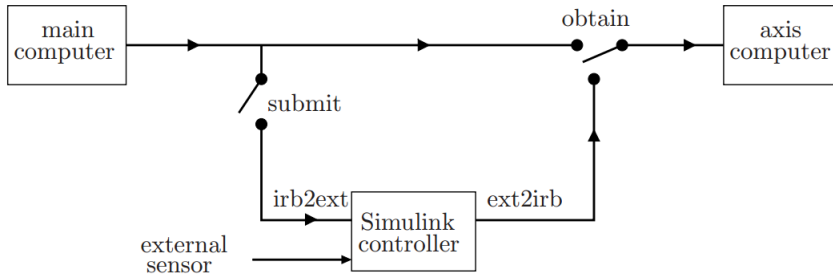 main
computer
obtain
axis
computer
submit
irb2ext
Simulink
controller
ext2irb
external
sensor